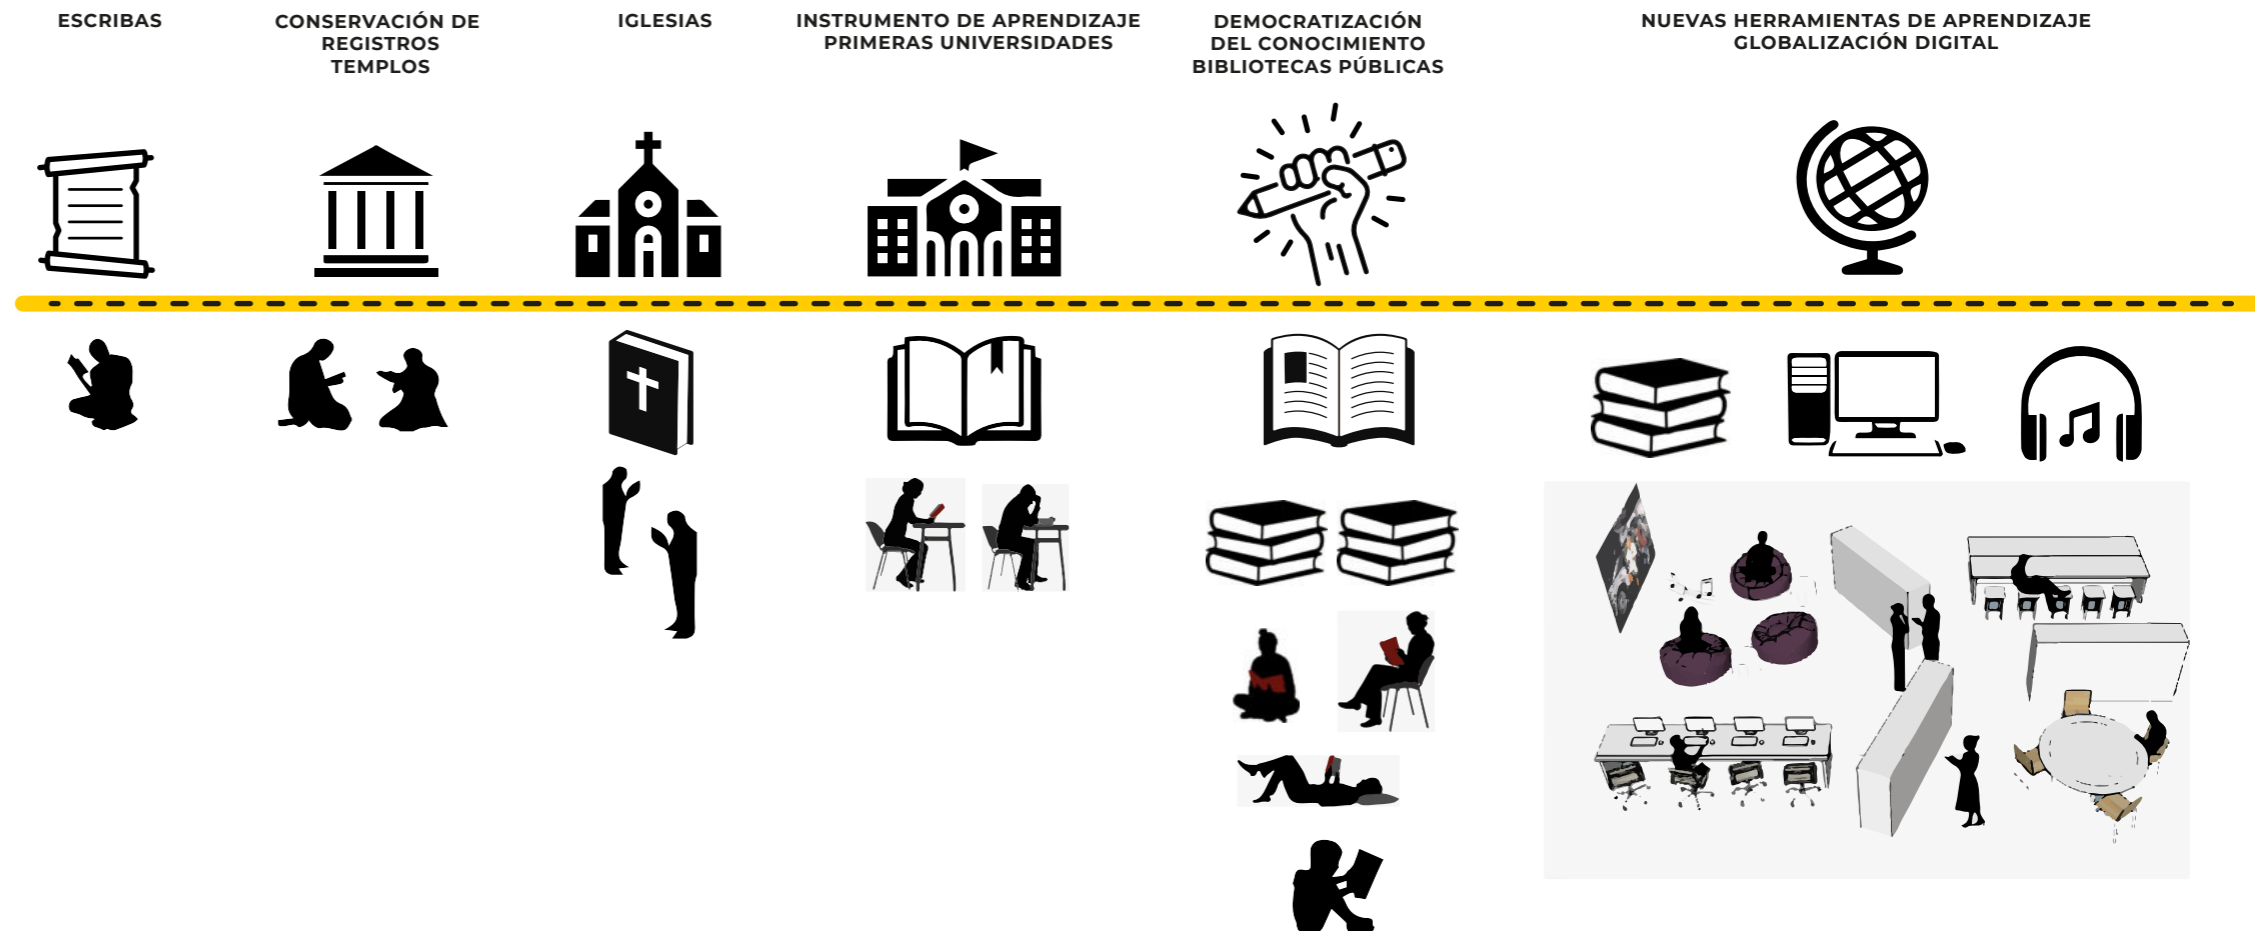 ESCRIBAS
CONSERVACIÓN DE
REGISTROS
TEMPLOS
IGLESIAS
INSTRUMENTO DE APRENDIZAJE
PRIMERAS UNIVERSIDADES
DEMOCRATIZACIÓN
DEL CONOCIMIENTO
BIBLIOTECAS PÚBLICAS
NUEVAS HERRAMIENTAS DE APRENDIZAJE
GLOBALIZACIÓN DIGITAL